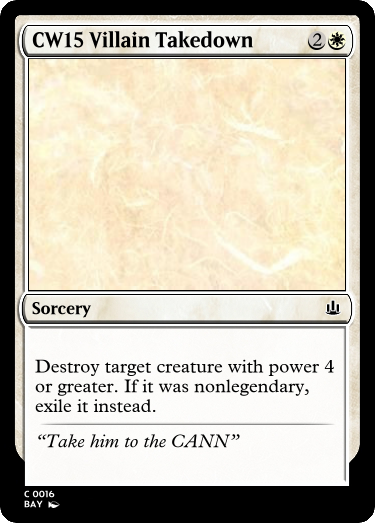 CW15 Villain Takedown 2
Sorcery
Destroy target creature with power 4
or greater. If it was nonlegendary,
exile it instead.
“Take him to the CANN”
C 0016
BAY